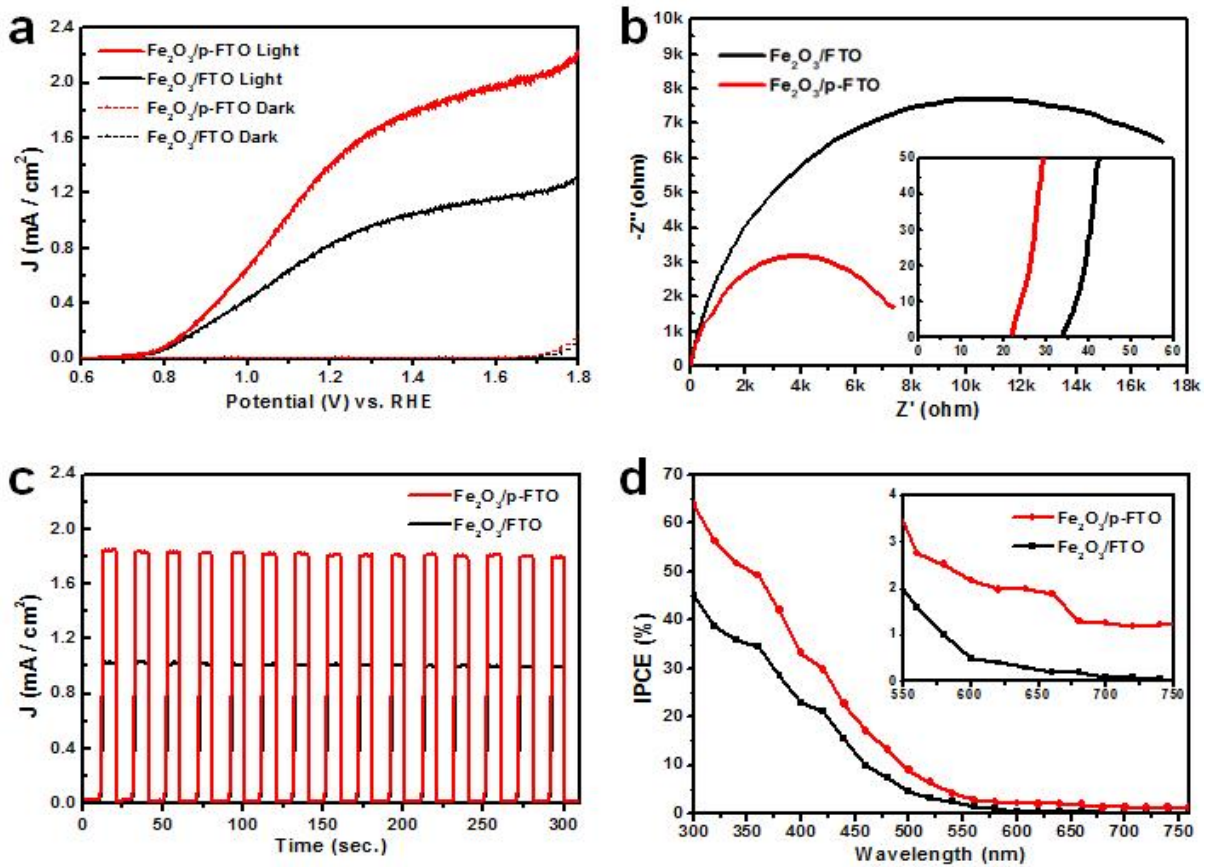 a
2.4
2.0
1.6
1.2
0.8
0.4
0.0
J (mA / cm²)
Fe₂O₃/p-FTO Light
Fe₂O₃/FTO Light
Fe₂O₃/p-FTO Dark
Fe₂O₃/FTO Dark
0.6 0.8 1.0 1.2 1.4 1.6 1.8
Potential (V) vs. RHE
b
10k
9k
8k
7k
6k
5k
4k
3k
2k
1k
0
-Z'' (ohm)
Fe₂O₃/FTO
Fe₂O₃/p-FTO
50
40
30
20
10
0
0 10 20 30 40 50 60
0 2k 4k 6k 8k 10k 12k 14k 16k 18k
Z' (ohm)
c
2.4
2.0
1.6
1.2
0.8
0.4
0.0
J (mA / cm²)
Fe₂O₃/p-FTO
Fe₂O₃/FTO
0 50 100 150 200 250 300
Time (sec.)
d
70
60
50
40
30
20
10
0
IPCE (%)
4
3
2
1
0
Fe₂O₃/p-FTO
Fe₂O₃/FTO
550 600 650 700 750
300 350 400 450 500 550 600 650 700 750
Wavelength (nm)